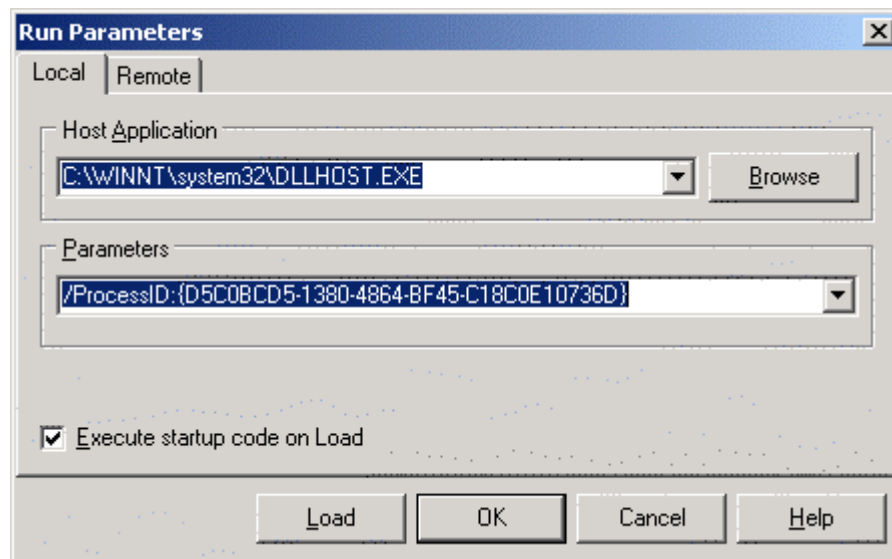 Run Parameters
Local
Remote
Host Application
C:\WINNT\system32\DLLHOST.EXE
Browse
Parameters
/ProcessID:{D5C0BCD5-1380-4864-BF45-C18C0E10736D}
Execute startup code on Load
Load
OK
Cancel
Help